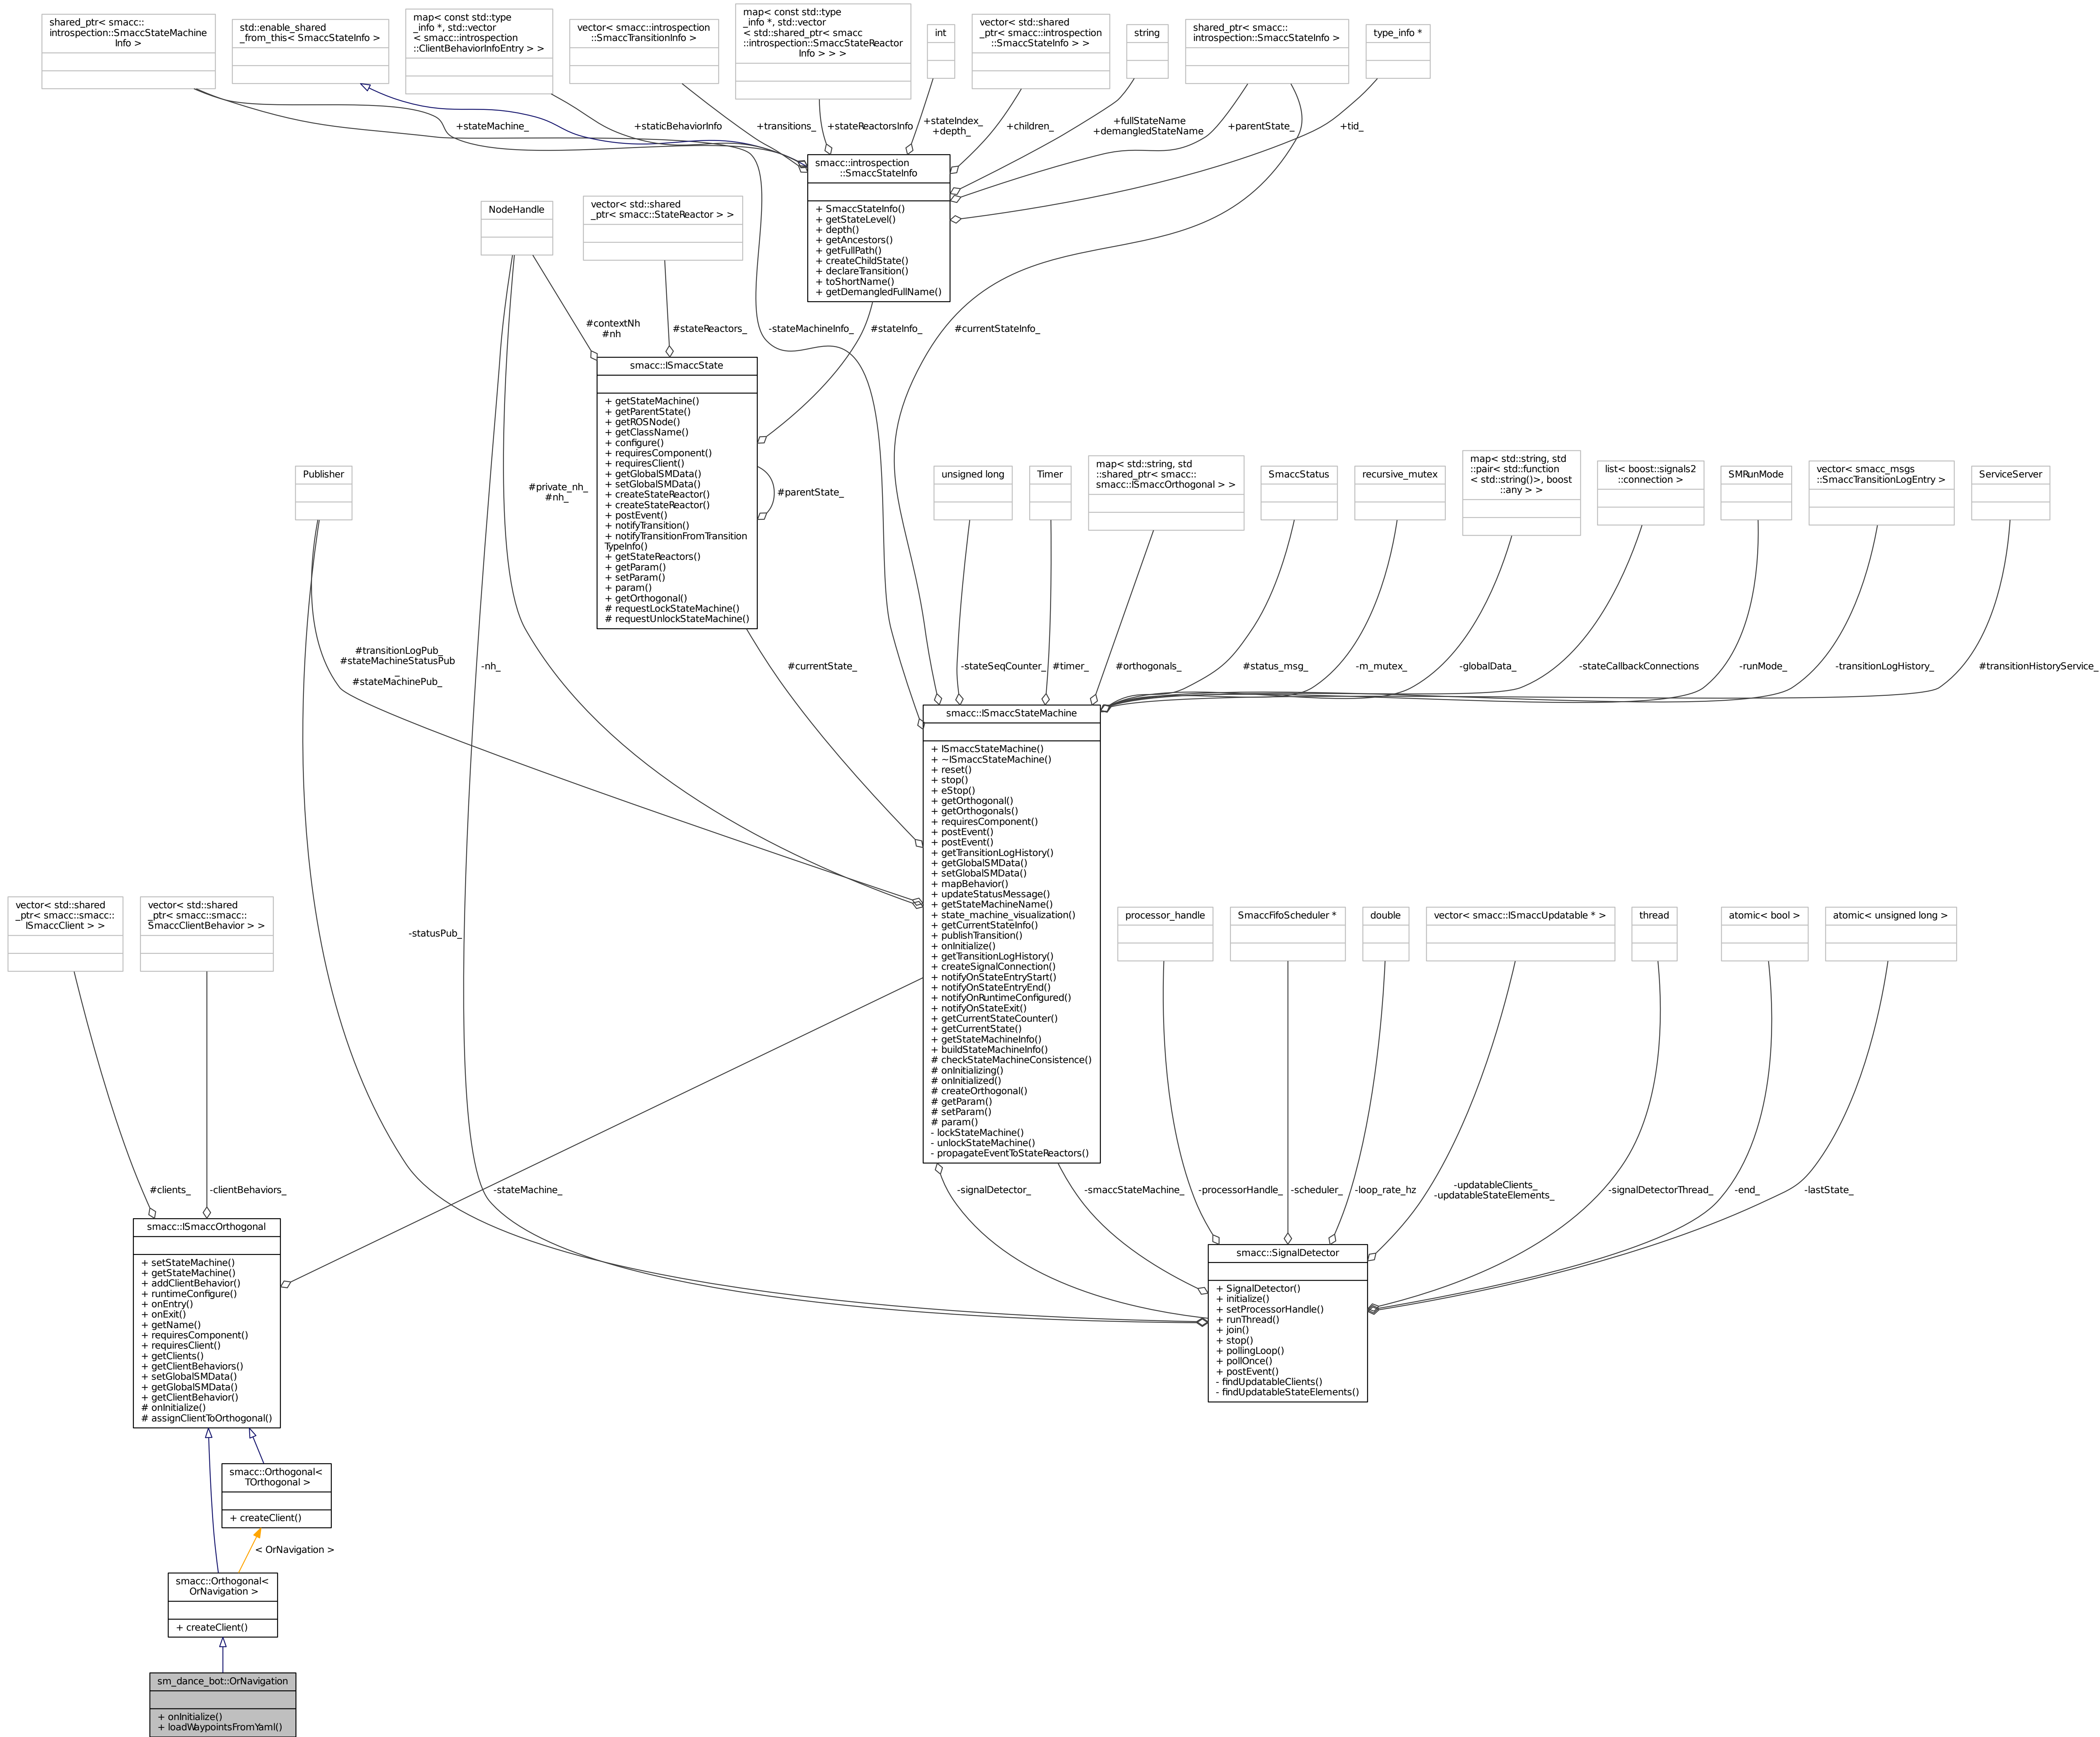 shared_ptr< smacc::
introspection::SmaccStateMachine
Info >
std::enable_shared
_from_this< SmaccStateInfo >
map< const std::type
_info *, std::vector
< smacc::introspection
::ClientBehaviorInfoEntry > >
vector< smacc::introspection
::SmaccTransitionInfo >
map< const std::type
_info *, std::vector
< std::shared_ptr< smacc
::introspection::SmaccStateReactor
Info > > >
int
vector< std::shared
_ptr< smacc::introspection
::SmaccStateInfo > >
string
shared_ptr< smacc::
introspection::SmaccStateInfo >
type_info *
+stateMachine_
+staticBehaviorInfo
+transitions_
+stateReactorsInfo
+stateIndex_
+depth_
+children_
+fullStateName
+demangledStateName
+parentState_
+tid_
smacc::introspection
::SmaccStateInfo
+ SmaccStateInfo()
+ getStateLevel()
+ depth()
+ getAncestors()
+ getFullPath()
+ createChildState()
+ declareTransition()
+ toShortName()
+ getDemangledFullName()
NodeHandle
vector< std::shared
_ptr< smacc::StateReactor > >
#contextNh
#nh
#stateReactors_
-stateMachineInfo_
#stateInfo_
#currentStateInfo_
smacc::ISmaccState
+ getStateMachine()
+ getParentState()
+ getROSNode()
+ getClassName()
+ configure()
+ requiresComponent()
+ requiresClient()
+ getGlobalSMData()
+ setGlobalSMData()
+ createStateReactor()
+ createStateReactor()
+ postEvent()
+ notifyTransition()
+ notifyTransitionFromTransition
TypeInfo()
+ getStateReactors()
+ getParam()
+ setParam()
+ param()
+ getOrthogonal()
# requestLockStateMachine()
# requestUnlockStateMachine()
#parentState_
#private_nh_
#nh_
Publisher
unsigned long
Timer
map< std::string, std
::shared_ptr< smacc::
smacc::ISmaccOrthogonal > >
SmaccStatus
recursive_mutex
map< std::string, std
::pair< std::function
< std::string()>, boost
::any > >
list< boost::signals2
::connection >
SMRunMode
vector< smacc_msgs
::SmaccTransitionLogEntry >
ServiceServer
#transitionLogPub_
#stateMachineStatusPub
_
#stateMachinePub_
-nh_
#currentState_
-stateSeqCounter_
#timer_
#orthogonals_
#status_msg_
-m_mutex_
-globalData_
-stateCallbackConnections
-runMode_
-transitionLogHistory_
#transitionHistoryService_
smacc::ISmaccStateMachine
+ ISmaccStateMachine()
+ ~ISmaccStateMachine()
+ reset()
+ stop()
+ eStop()
+ getOrthogonal()
+ getOrthogonals()
+ requiresComponent()
+ postEvent()
+ postEvent()
+ getTransitionLogHistory()
+ getGlobalSMData()
+ setGlobalSMData()
+ mapBehavior()
+ updateStatusMessage()
+ getStateMachineName()
+ state_machine_visualization()
+ getCurrentStateInfo()
+ publishTransition()
+ onInitialize()
+ getTransitionLogHistory()
+ createSignalConnection()
+ notifyOnStateEntryStart()
+ notifyOnStateEntryEnd()
+ notifyOnRuntimeConfigured()
+ notifyOnStateExit()
+ getCurrentStateCounter()
+ getCurrentState()
+ getStateMachineInfo()
+ buildStateMachineInfo()
# checkStateMachineConsistence()
# onInitializing()
# onInitialized()
# createOrthogonal()
# getParam()
# setParam()
# param()
- lockStateMachine()
- unlockStateMachine()
- propagateEventToStateReactors()
vector< std::shared
_ptr< smacc::smacc::
ISmaccClient > >
vector< std::shared
_ptr< smacc::smacc::
SmaccClientBehavior > >
-statusPub_
processor_handle
SmaccFifoScheduler *
double
vector< smacc::ISmaccUpdatable * >
thread
atomic< bool >
atomic< unsigned long >
#clients_
-clientBehaviors_
-stateMachine_
-signalDetector_
-smaccStateMachine_
-processorHandle_
-scheduler_
-loop_rate_hz
-updatableClients_
-updatableStateElements_
-signalDetectorThread_
-end_
-lastState_
smacc::ISmaccOrthogonal
+ setStateMachine()
+ getStateMachine()
+ addClientBehavior()
+ runtimeConfigure()
+ onEntry()
+ onExit()
+ getName()
+ requiresComponent()
+ requiresClient()
+ getClients()
+ getClientBehaviors()
+ setGlobalSMData()
+ getGlobalSMData()
+ getClientBehavior()
# onInitialize()
# assignClientToOrthogonal()
smacc::SignalDetector
+ SignalDetector()
+ initialize()
+ setProcessorHandle()
+ runThread()
+ join()
+ stop()
+ pollingLoop()
+ pollOnce()
+ postEvent()
- findUpdatableClients()
- findUpdatableStateElements()
smacc::Orthogonal<
TOrthogonal >
+ createClient()
< OrNavigation >
smacc::Orthogonal<
OrNavigation >
+ createClient()
sm_dance_bot::OrNavigation
+ onInitialize()
+ loadWaypointsFromYaml()